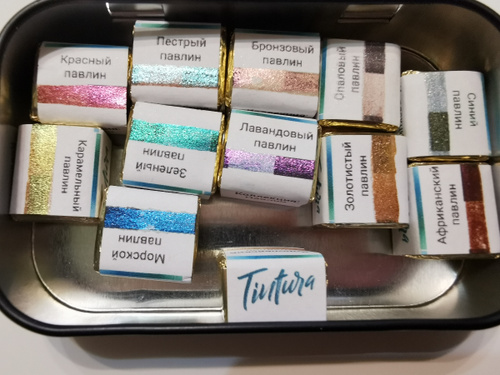 Красный
павлин
Пёстрый
павлин
Бронзовый
павлин
Опаловый
павлин
Синий
павлин
Карамельный
павлин
Зеленый
павлин
Лавандовый
павлин
Золотистый
павлин
Африканский
павлин
Морской
павлин
Tintura